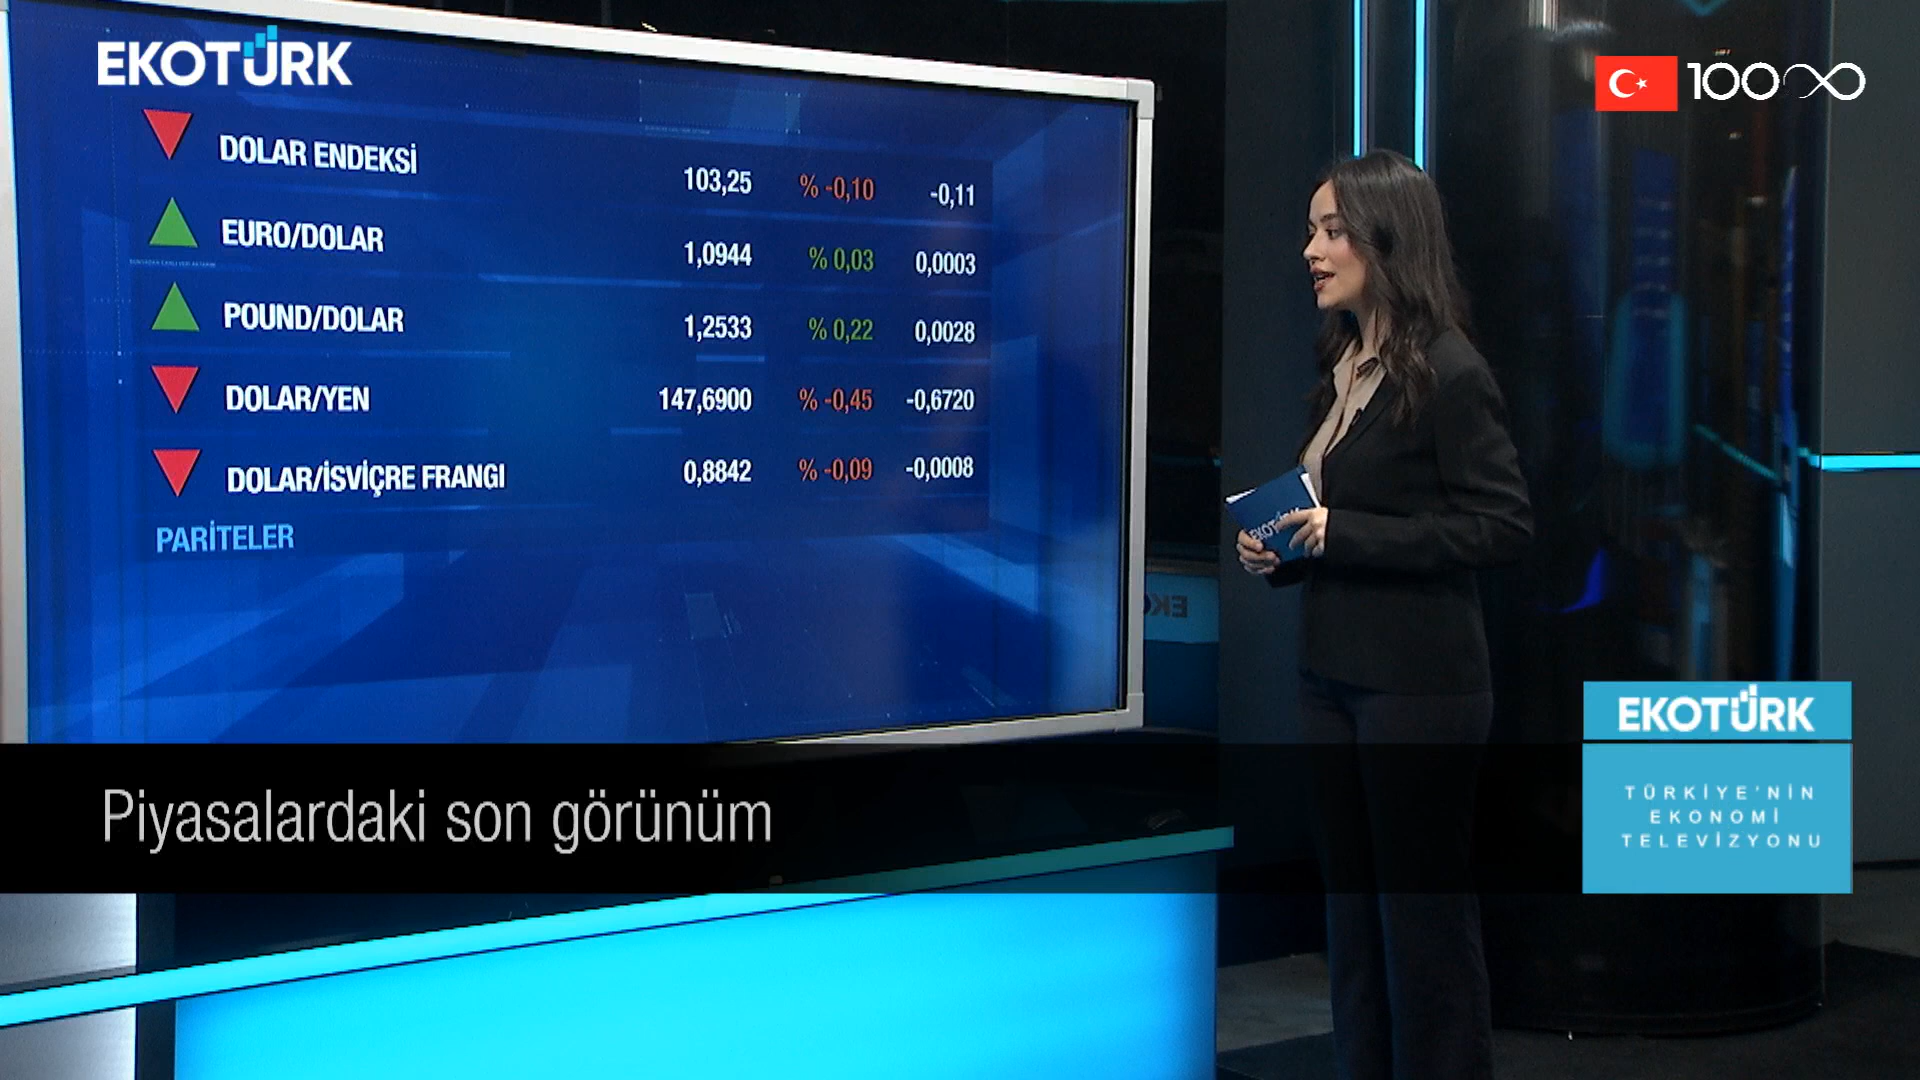 EKOTÜRK
100
DOLAR ENDEKSİ 103,25 % -0,10 -0,11
EURO/DOLAR 1,0944 % 0,03 0,0003
POUND/DOLAR 1,2533 % 0,22 0,0028
DOLAR/YEN 147,6900 % -0,45 -0,6720
DOLAR/İSVİÇRE FRANGI 0,8842 % -0,09 -0,0008
PARİTELER
EKOTÜRK
EKOTÜRK
Piyasalardaki son görünüm
TÜRKİYE'NİN
EKONOMİ
TELEVİZYONU